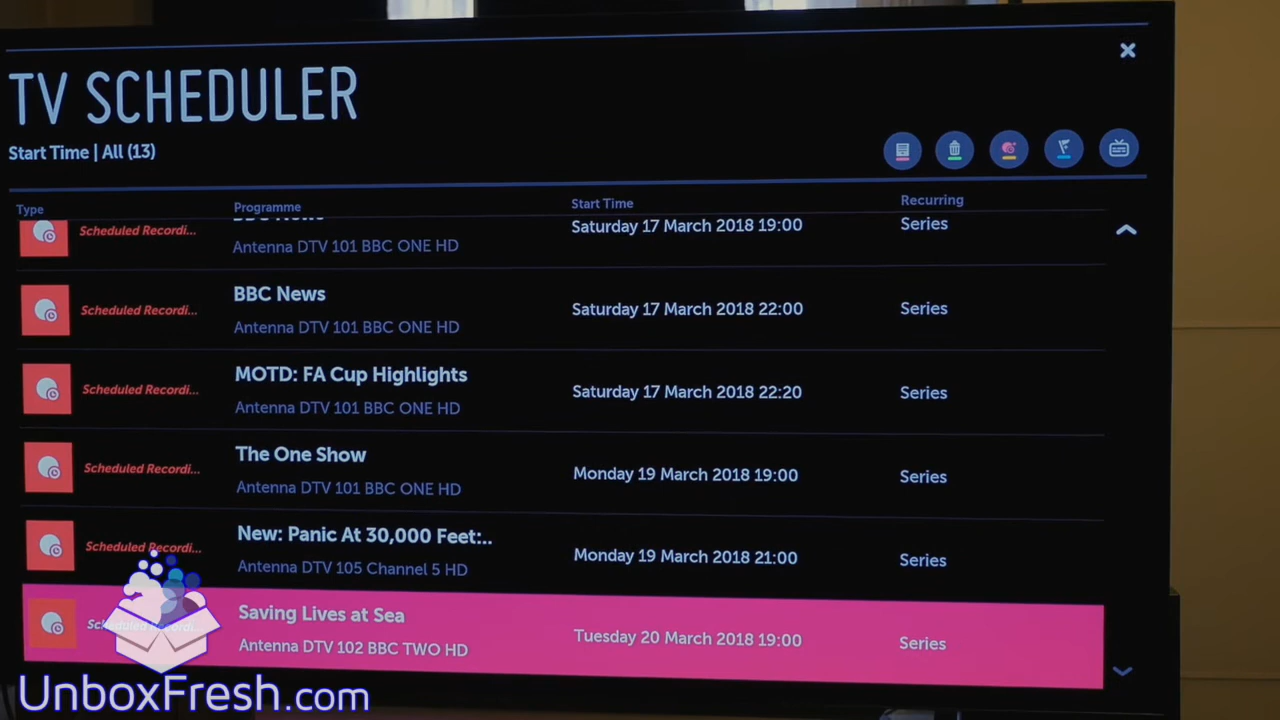 TV SCHEDULER
Start Time | All (13)
Type Programme Start Time Recurring
Scheduled Recordi... BBC News Saturday 17 March 2018 19:00 Series
Antenna DTV 101 BBC ONE HD
Scheduled Recordi... BBC News Saturday 17 March 2018 22:00 Series
Antenna DTV 101 BBC ONE HD
Scheduled Recordi... MOTD: FA Cup Highlights Saturday 17 March 2018 22:20 Series
Antenna DTV 101 BBC ONE HD
Scheduled Recordi... The One Show Monday 19 March 2018 19:00 Series
Antenna DTV 101 BBC ONE HD
Scheduled Recordi... New: Panic At 30,000 Feet:.. Monday 19 March 2018 21:00 Series
Antenna DTV 105 Channel 5 HD
Scheduled Recordi... Saving Lives at Sea Tuesday 20 March 2018 19:00 Series
Antenna DTV 102 BBC TWO HD
UnboxFresh.com